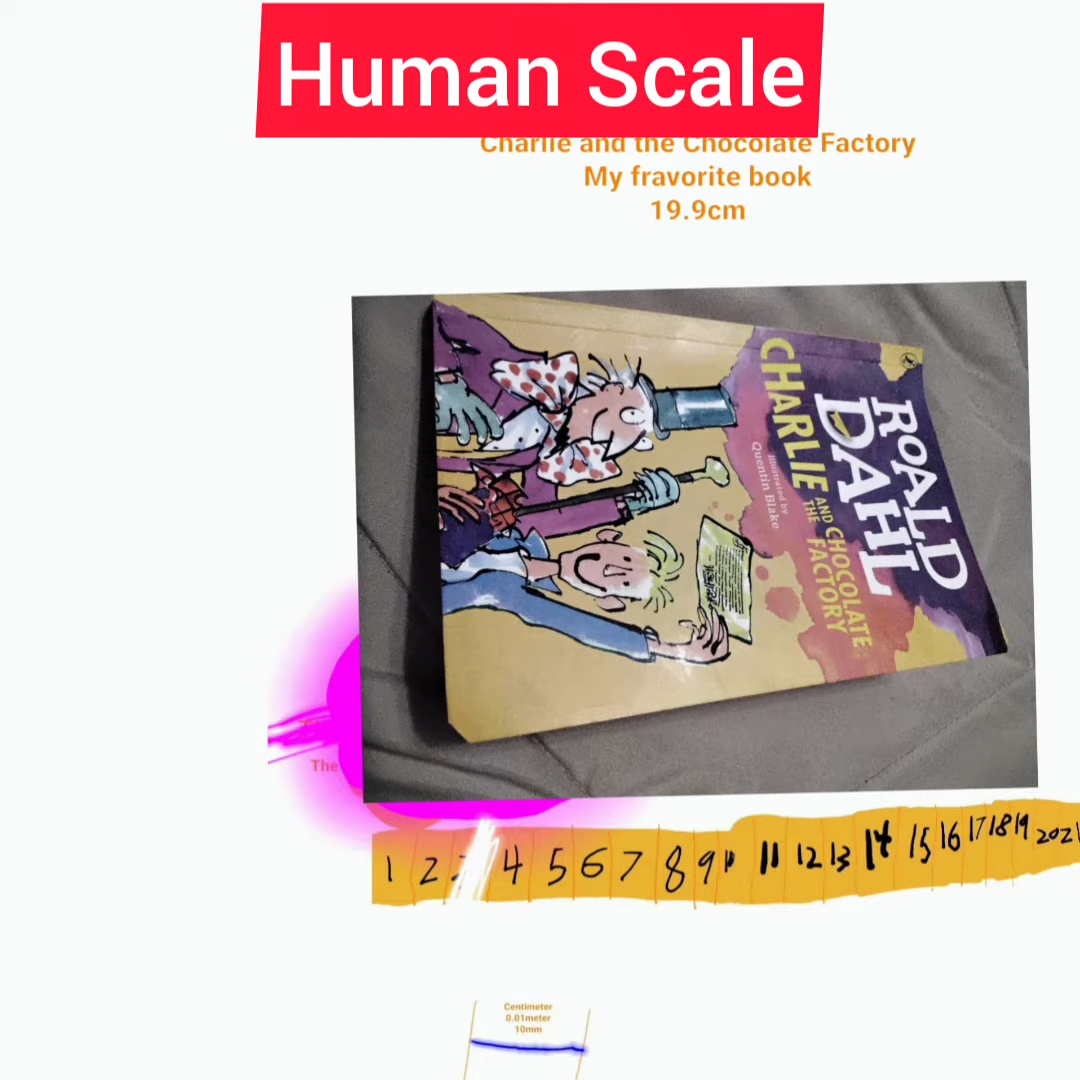 Human Scale
Charlie and the Chocolate Factory
My fravorite book
19.9cm
ROALD
DAHL
CHARLIE
AND
THE
CHOCOLATE
FACTORY
Illustrated by
Quentin Blake
The
1 2 4 5 6 7 8 9 11 12 13 14 15 16 17 18 19 20 21
Centimeter
0.01meter
10mm